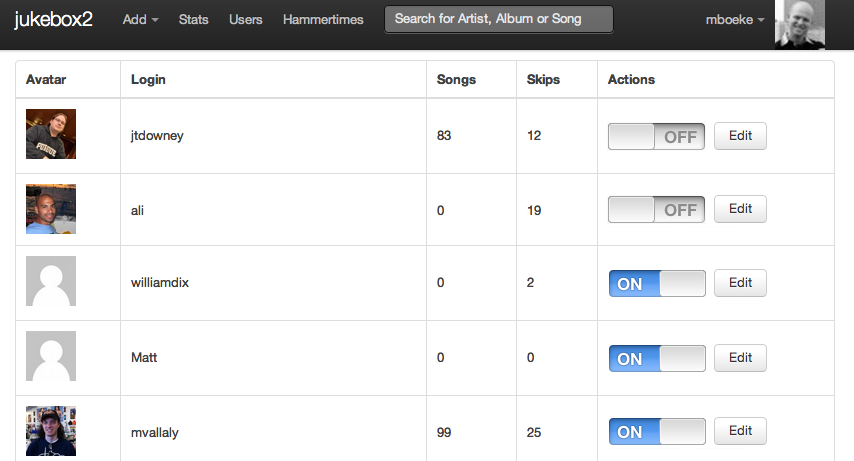 jukebox2 Add Stats Users Hammertimes Search for Artist, Album or Song mboeke
Avatar Login Songs Skips Actions
jtdowney 83 12 OFF Edit
ali 0 19 OFF Edit
williamdix 0 2 ON Edit
Matt 0 0 ON Edit
mvallaly 99 25 ON Edit